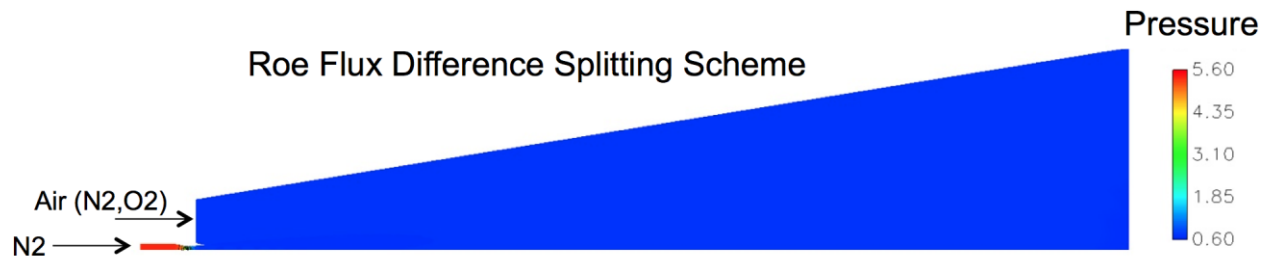 Pressure
Roe Flux Difference Splitting Scheme
5.60
4.35
3.10
1.85
0.60
Air (N2,O2)
N2